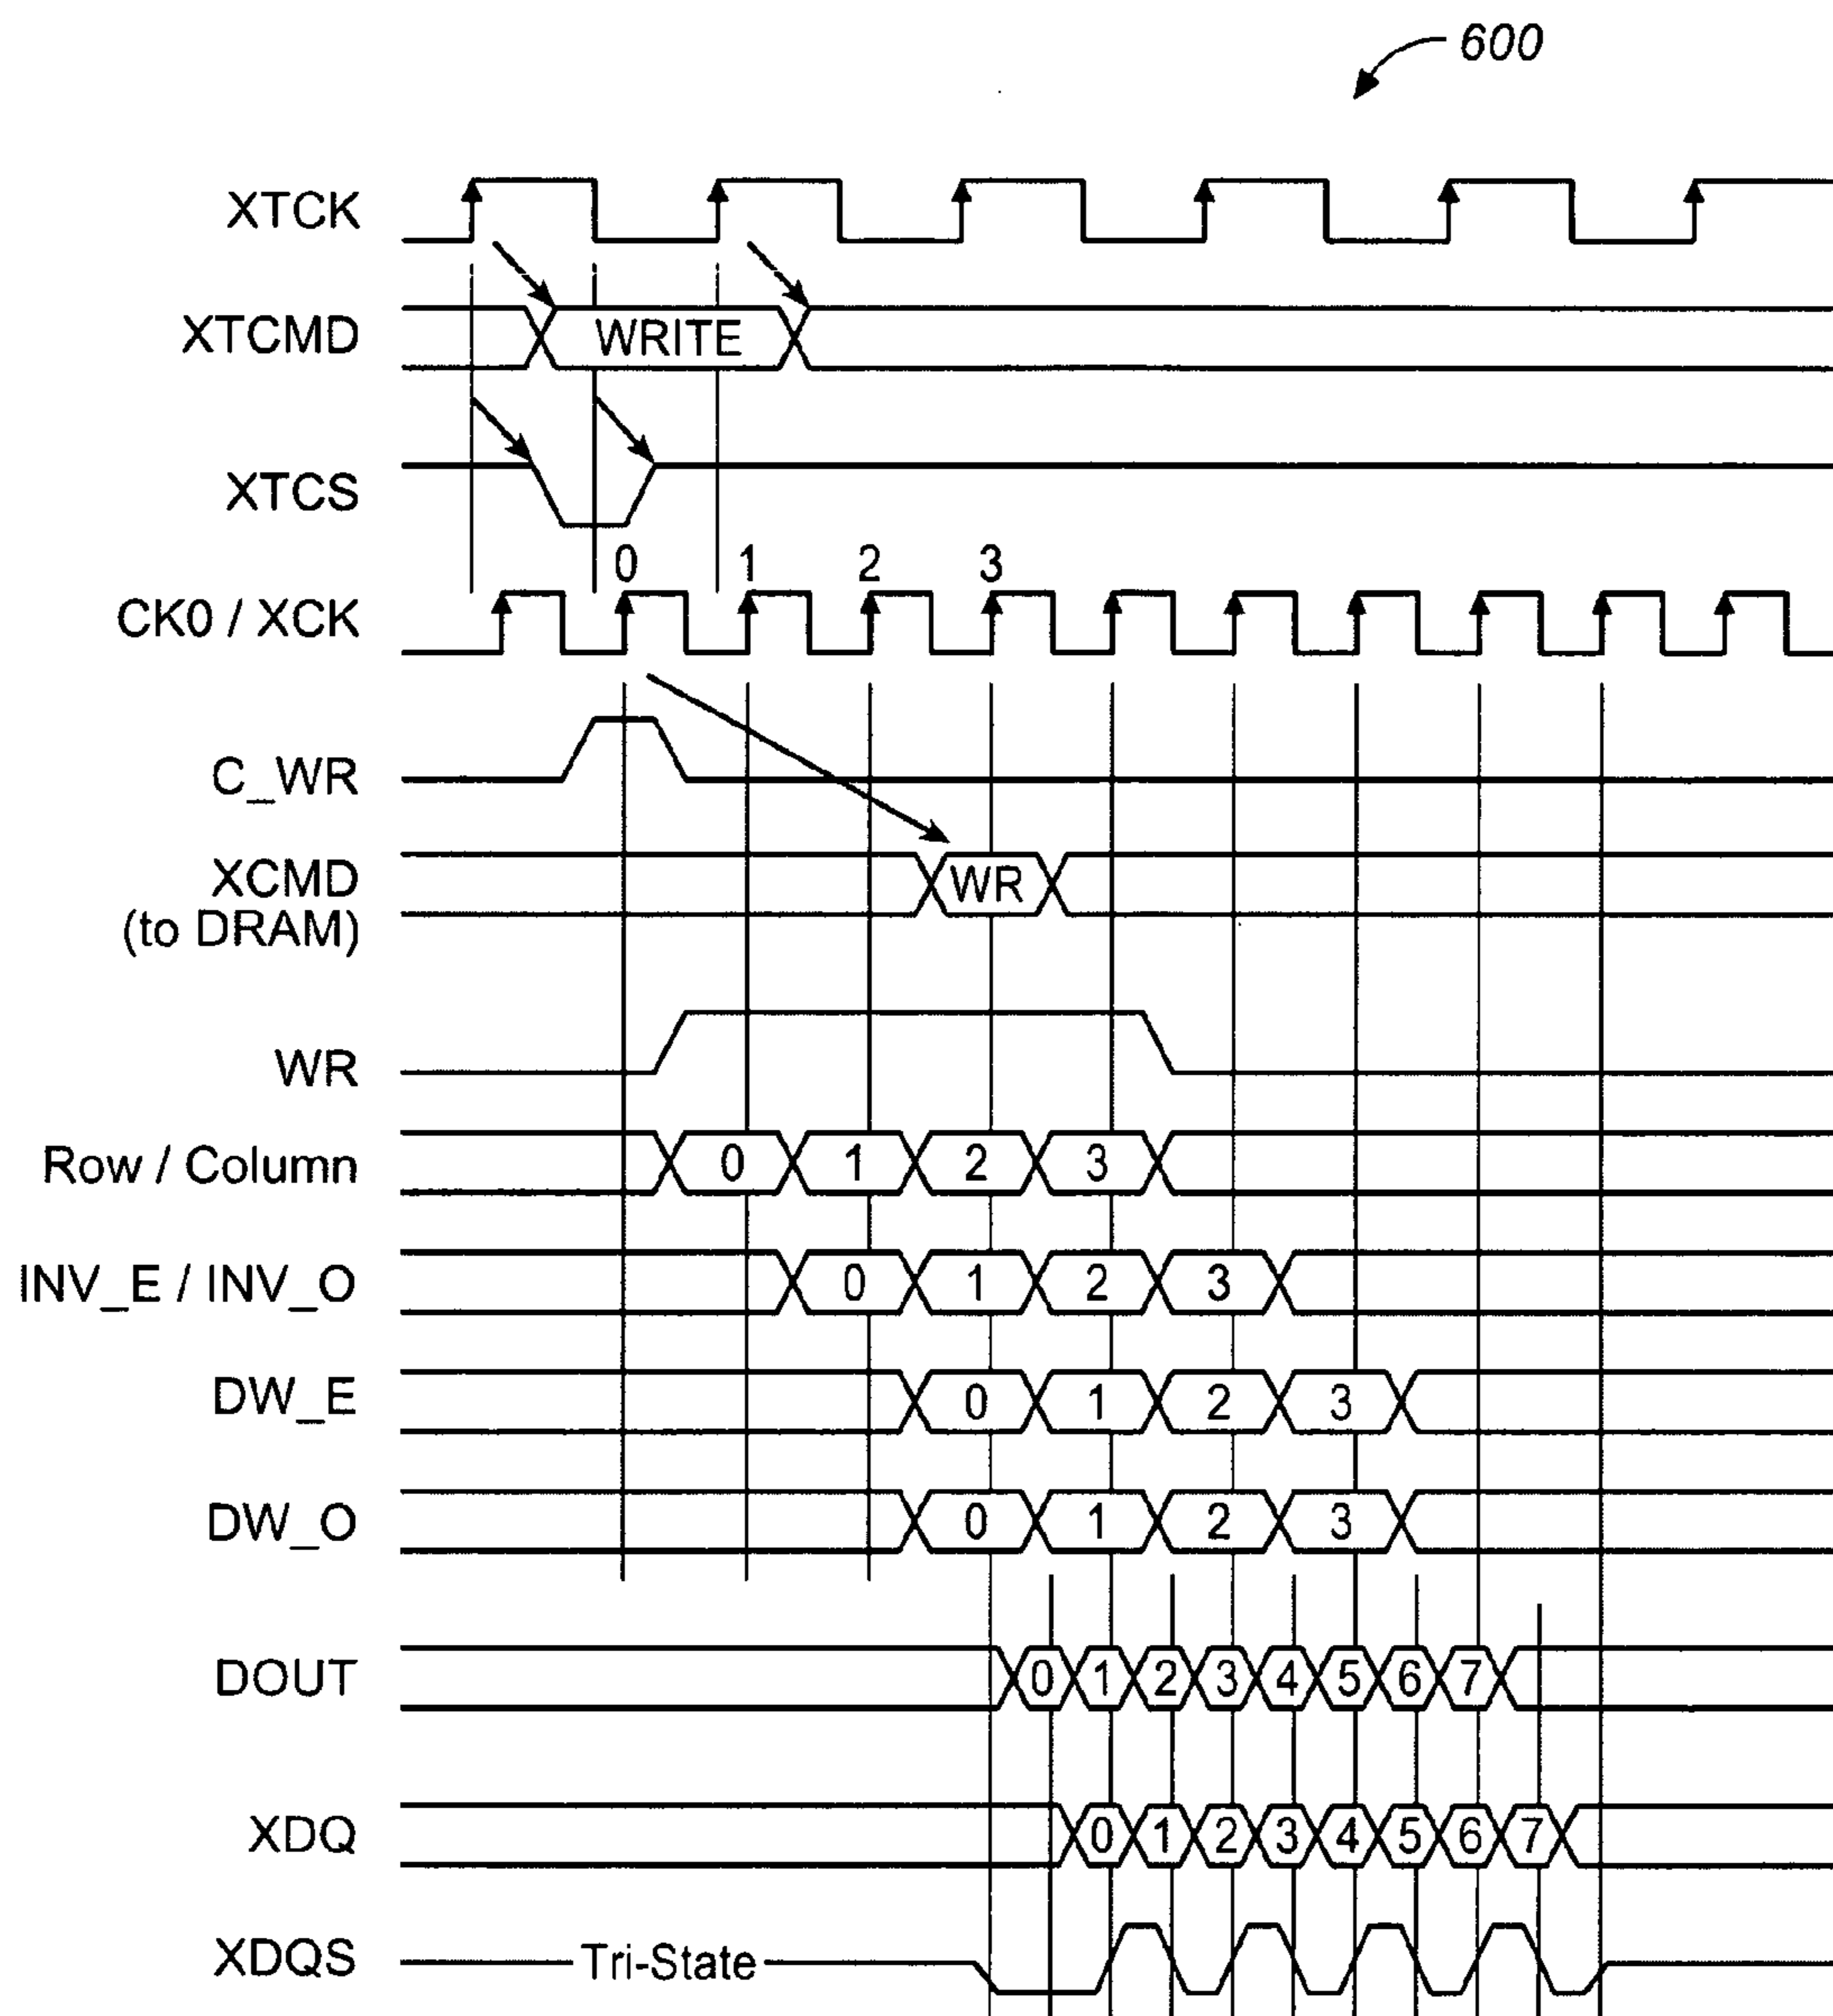 600
XTCK
XTCMD WRITE
XTCS
0 1 2 3
CK0 / XCK
C_WR
XCMD
(to DRAM)
WR
WR
Row / Column 0 1 2 3
INV_E / INV_O 0 1 2 3
DW_E 0 1 2 3
DW_O 0 1 2 3
DOUT 0 1 2 3 4 5 6 7
XDQ 0 1 2 3 4 5 6 7
XDQS Tri-State